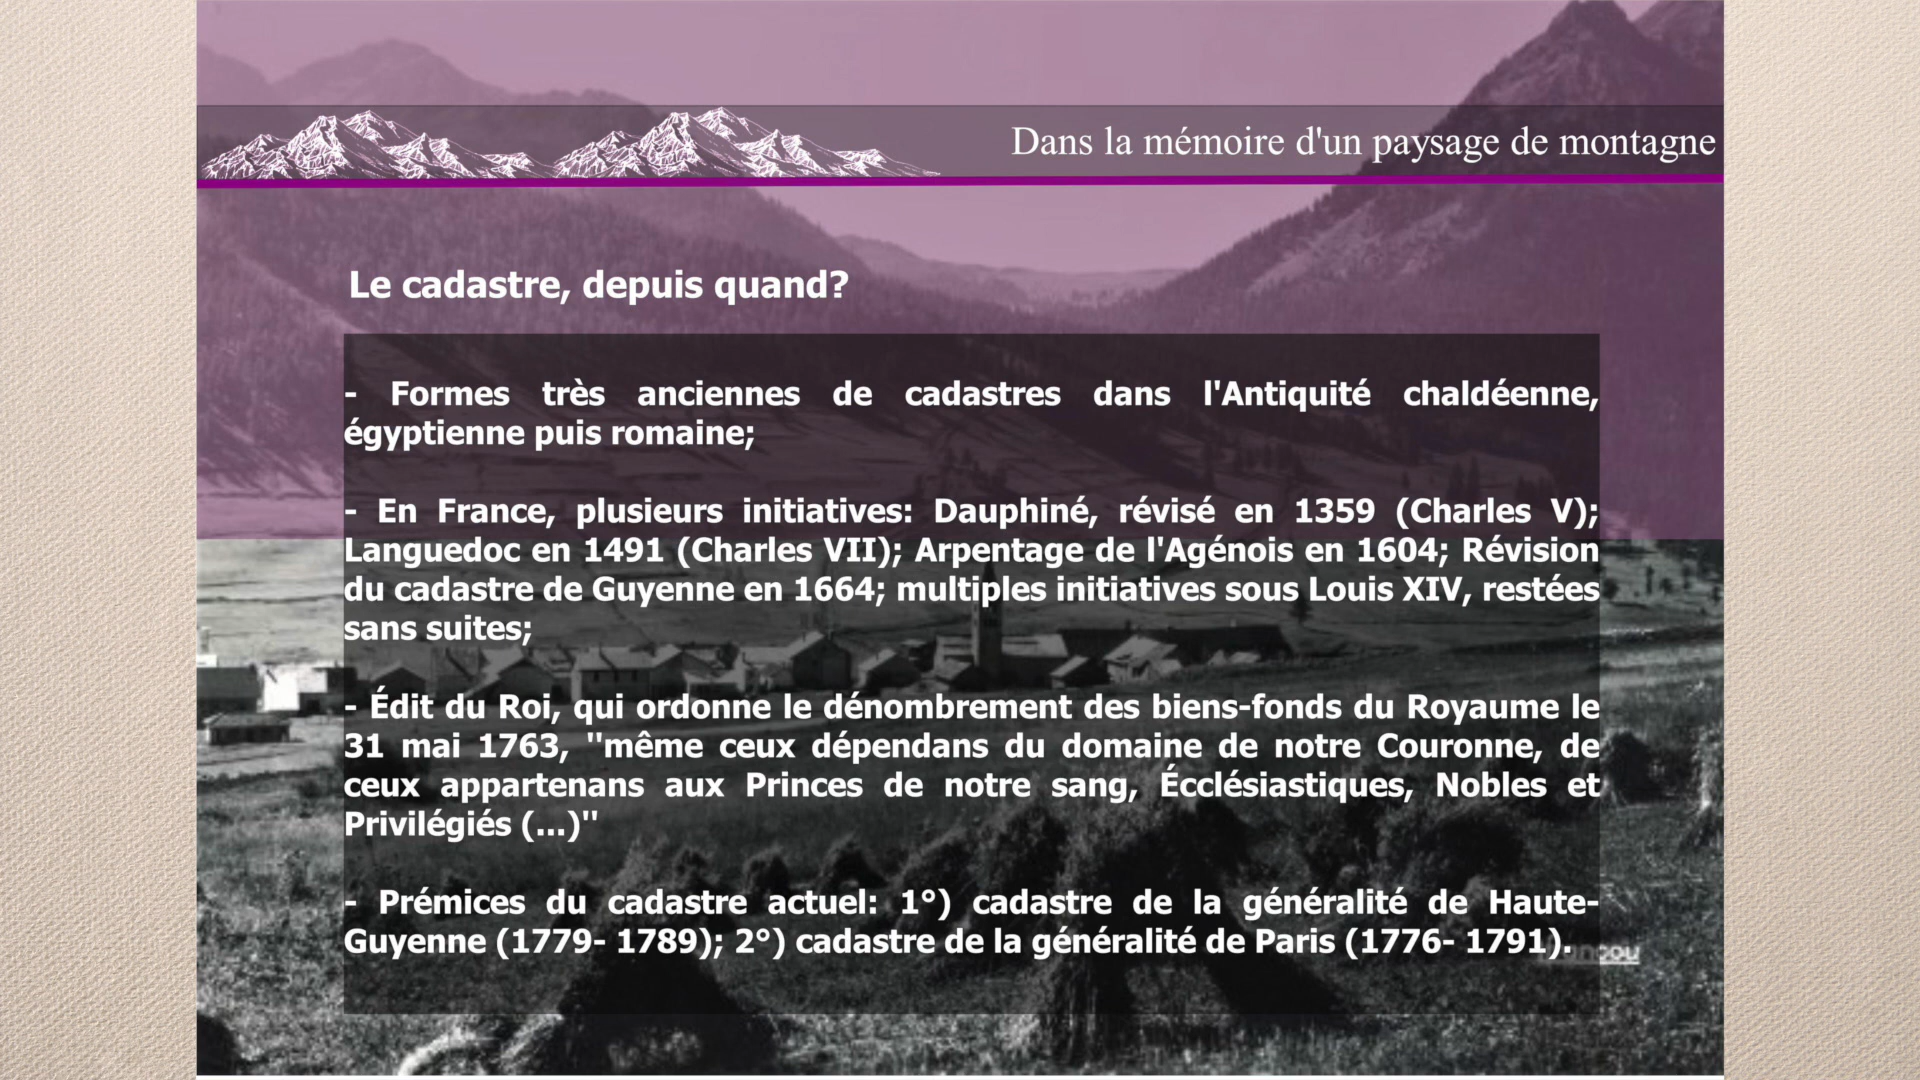 Dans la mémoire d'un paysage de montagne
Le cadastre, depuis quand?
- Formes très anciennes de cadastres dans l'Antiquité chaldéenne,
égyptienne puis romaine;
- En France, plusieurs initiatives: Dauphiné, révisé en 1359 (Charles V);
Languedoc en 1491 (Charles VII); Arpentage de l'Agénois en 1604; Révision
du cadastre de Guyenne en 1664; multiples initiatives sous Louis XIV, restées
sans suites;
- Édit du Roi, qui ordonne le dénombrement des biens-fonds du Royaume le
31 mai 1763, "même ceux dépendans du domaine de notre Couronne, de
ceux appartenans aux Princes de notre sang, Écclésiastiques, Nobles et
Privilégiés (...)"
- Prémices du cadastre actuel: 1°) cadastre de la généralité de Haute-
Guyenne (1779- 1789); 2°) cadastre de la généralité de Paris (1776- 1791).